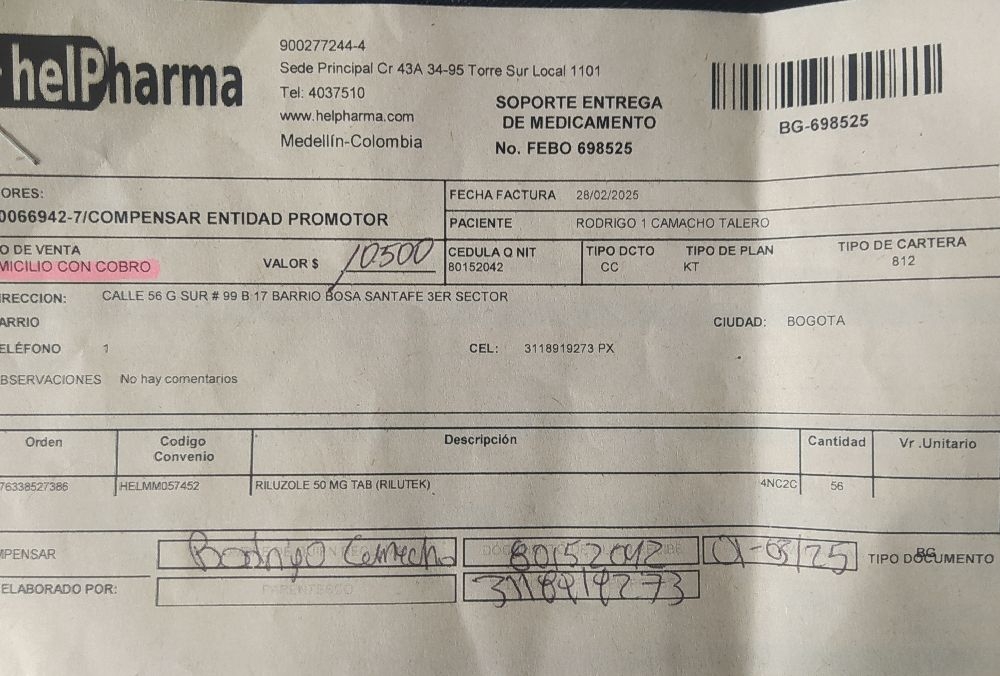 helPharma
900277244-4
Sede Principal Cr 43A 34-95 Torre Sur Local 1101
Tel: 4037510
www.helpharma.com
Medellín-Colombia
SOPORTE ENTREGA
DE MEDICAMENTO
No. FEBO 698525
BG-698525
ORES:
0066942-7/COMPENSAR ENTIDAD PROMOTOR
FECHA FACTURA 28/02/2025
PACIENTE RODRIGO 1 CAMACHO TALERO
O DE VENTA
MICILIO CON COBRO
VALOR $ 10500
CEDULA O NIT
80152042
TIPO DCTO
CC
TIPO DE PLAN
KT
TIPO DE CARTERA
812
IRECCION: CALLE 56 G SUR # 99 B 17 BARRIO BOSA SANTAFE 3ER SECTOR
ARRIO
CIUDAD: BOGOTA
ELÉFONO 1
CEL: 3118919273 PX
BSERVACIONES No hay comentarios
Orden
Codigo
Convenio
Descripción
Cantidad
Vr .Unitario
76338527386 HELMM057452 RILUZOLE 50 MG TAB (RILUTEK) 4NC2C 56
MPENSAR
Rodrigo Camacho 80152042 01-03/25
TIPO DOCUMENTO
BG
ELABORADO POR:
PARENTESCO
3118919273